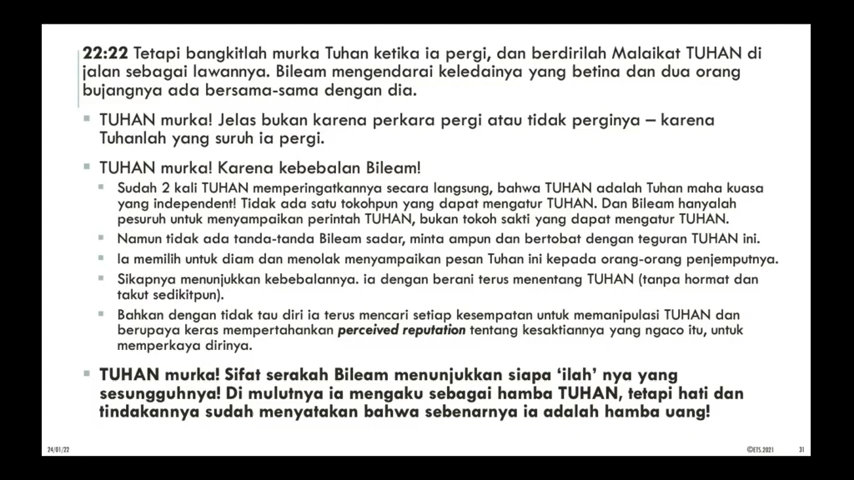 22:22 Tetapi bangkitlah murka Tuhan ketika ia pergi, dan berdirilah Malaikat TUHAN di
jalan sebagai lawannya. Bileam mengendarai keledainya yang betina dan dua orang
bujangnya ada bersama-sama dengan dia.
TUHAN murka! Jelas bukan karena perkara pergi atau tidak perginya – karena
Tuhanlah yang suruh ia pergi.
TUHAN murka! Karena kebebalan Bileam!
Sudah 2 kali TUHAN memperingatkannya secara langsung, bahwa TUHAN adalah Tuhan maha kuasa
yang independent! Tidak ada satu tokohpun yang dapat mengatur TUHAN. Dan Bileam hanyalah
pesuruh untuk menyampaikan perintah TUHAN, bukan tokoh sakti yang dapat mengatur TUHAN.
Namun tidak ada tanda-tanda Bileam sadar, minta ampun dan bertobat dengan teguran TUHAN ini.
Ia memilih untuk diam dan menolak menyampaikan pesan Tuhan ini kepada orang-orang penjemputnya.
Sikapnya menunjukkan kebebalannya. ia dengan berani terus menentang TUHAN (tanpa hormat dan
takut sedikitpun).
Bahkan dengan tidak tau diri ia terus mencari setiap kesempatan untuk memanipulasi TUHAN dan
berupaya keras mempertahankan perceived reputation tentang kesaktiannya yang ngaco itu, untuk
memperkaya dirinya.
TUHAN murka! Sifat serakah Bileam menunjukkan siapa ‘ilah’ nya yang
sesungguhnya! Di mulutnya ia mengaku sebagai hamba TUHAN, tetapi hati dan
tindakannya sudah menyatakan bahwa sebenarnya ia adalah hamba uang!
24/01/22
©ETS.2021
31